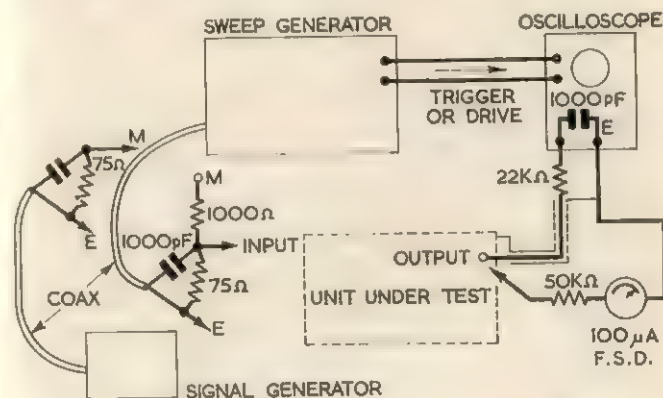 SWEEP GENERATOR
OSCILLOSCOPE
TRIGGER
OR DRIVE
1000pF
E
M
75Ω
E
M
1000Ω
1000pF
INPUT
75Ω
E
COAX
22KΩ
OUTPUT
UNIT UNDER TEST
50KΩ
100μA
F.S.D.
SIGNAL GENERATOR